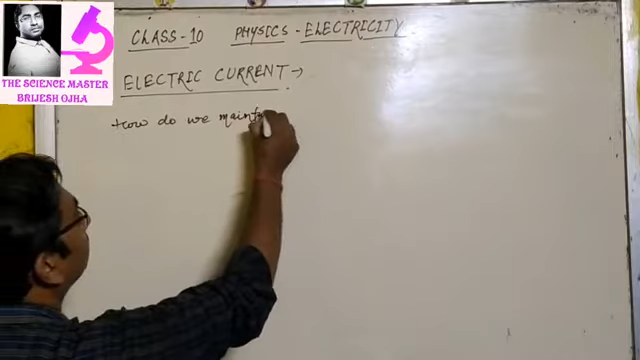 CLASS-10 PHYSICS - ELECTRICITY
THE SCIENCE MASTER
BRIJESH OJHA
ELECTRIC CURRENT →
How do we